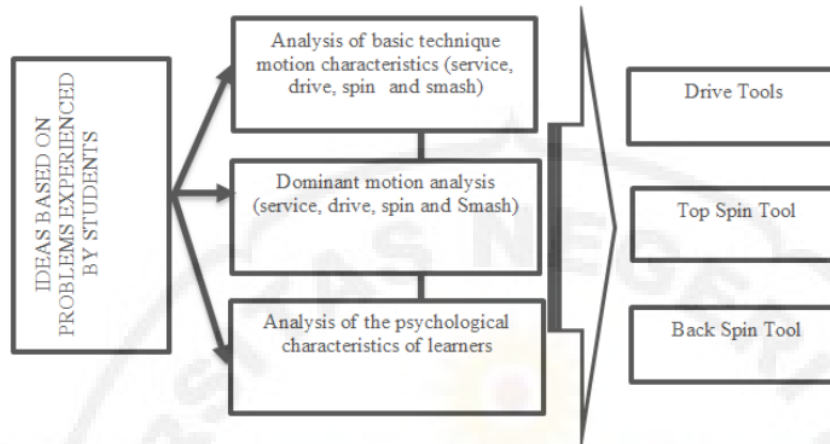 IDEAS BASED ON
PROBLEMS EXPERIENCED
BY STUDENTS
Analysis of basic technique
motion characteristics (service,
drive, spin and smash)
Dominant motion analysis
(service, drive, spin and Smash)
Analysis of the psychological
characteristics of learners
Drive Tools
Top Spin Tool
Back Spin Tool